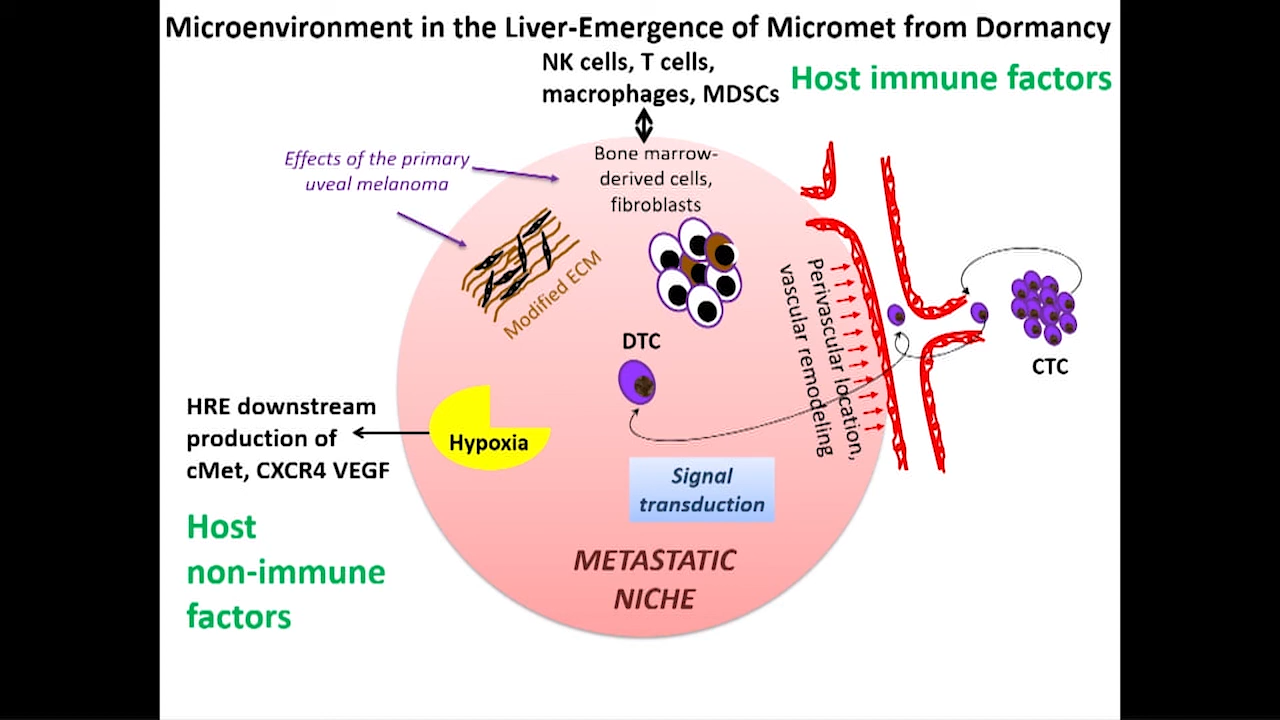 Microenvironment in the Liver-Emergence of Micromet from Dormancy
NK cells, T cells,
macrophages, MDSCs
Host immune factors
Effects of the primary
uveal melanoma
Bone marrow-
derived cells,
fibroblasts
Modified ECM
Perivascular location,
vascular remodeling
DTC
CTC
HRE downstream
production of
cMet, CXCR4 VEGF
Hypoxia
Signal
transduction
Host
non-immune
factors
METASTATIC
NICHE